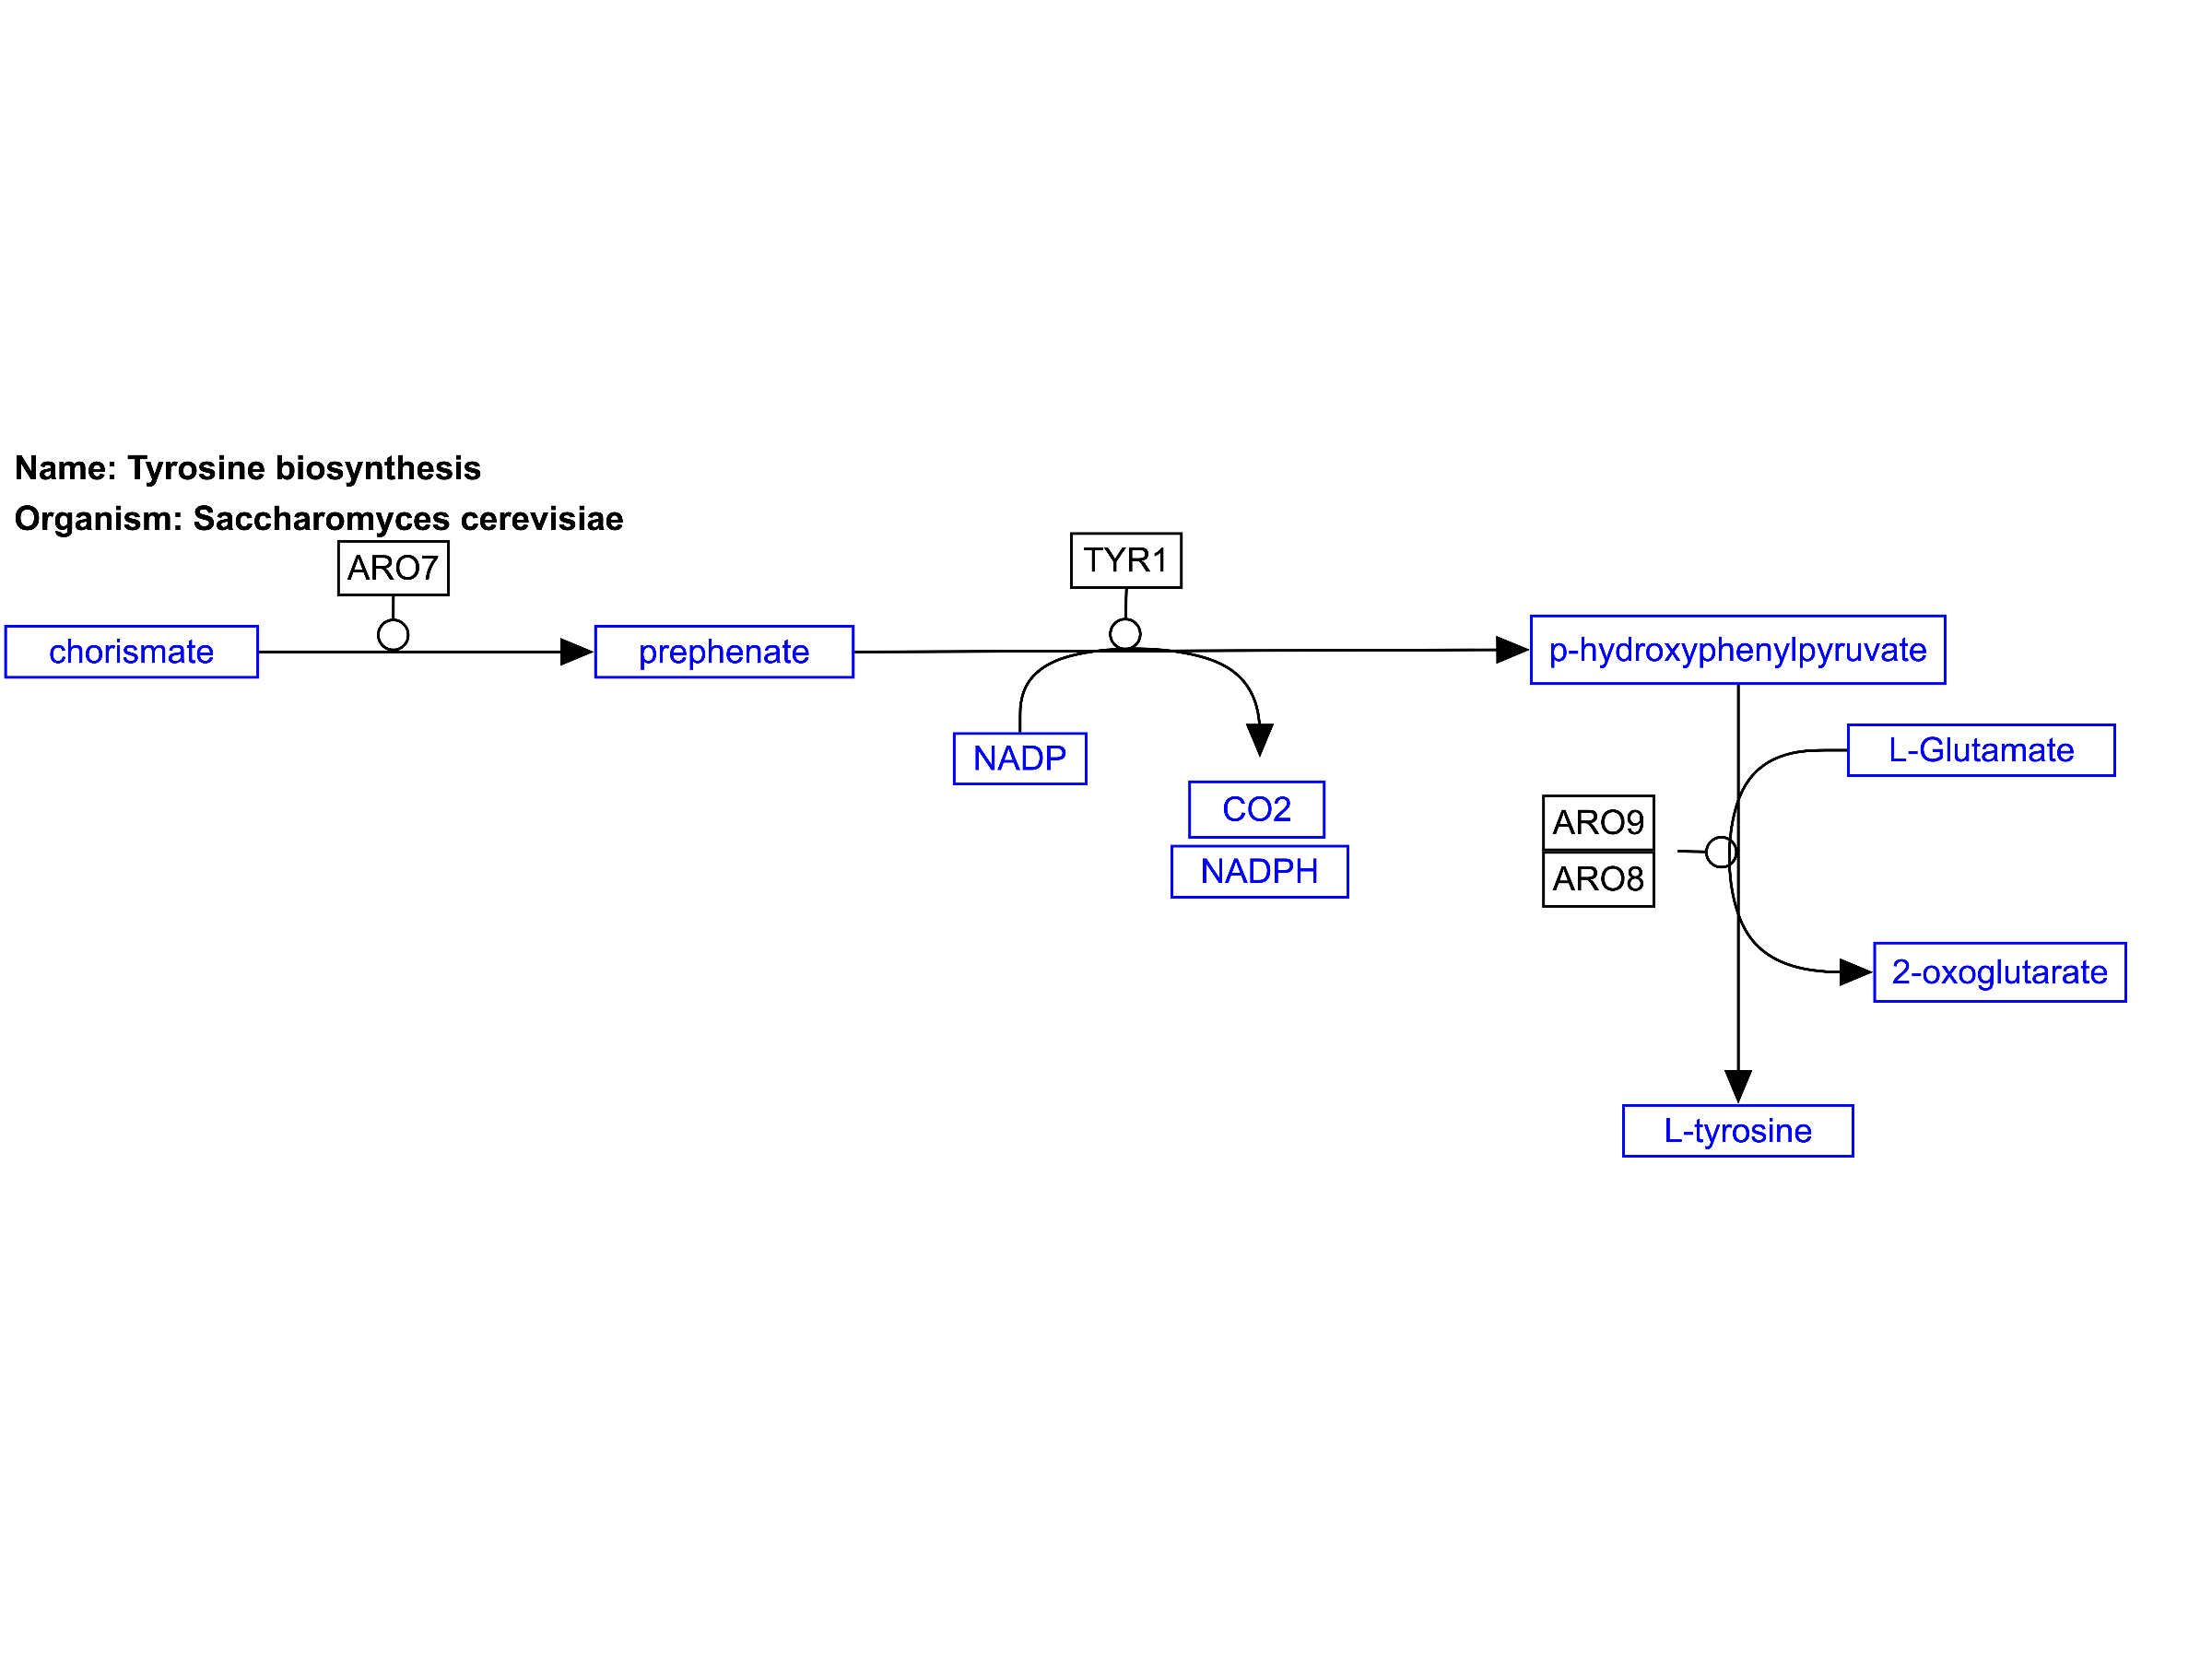 Name: Tyrosine biosynthesis
Organism: Saccharomyces cerevisiae
ARO7
TYR1
chorismate
prephenate
p-hydroxyphenylpyruvate
NADP
L-Glutamate
CO2
ARO9
NADPH
ARO8
2-oxoglutarate
L-tyrosine